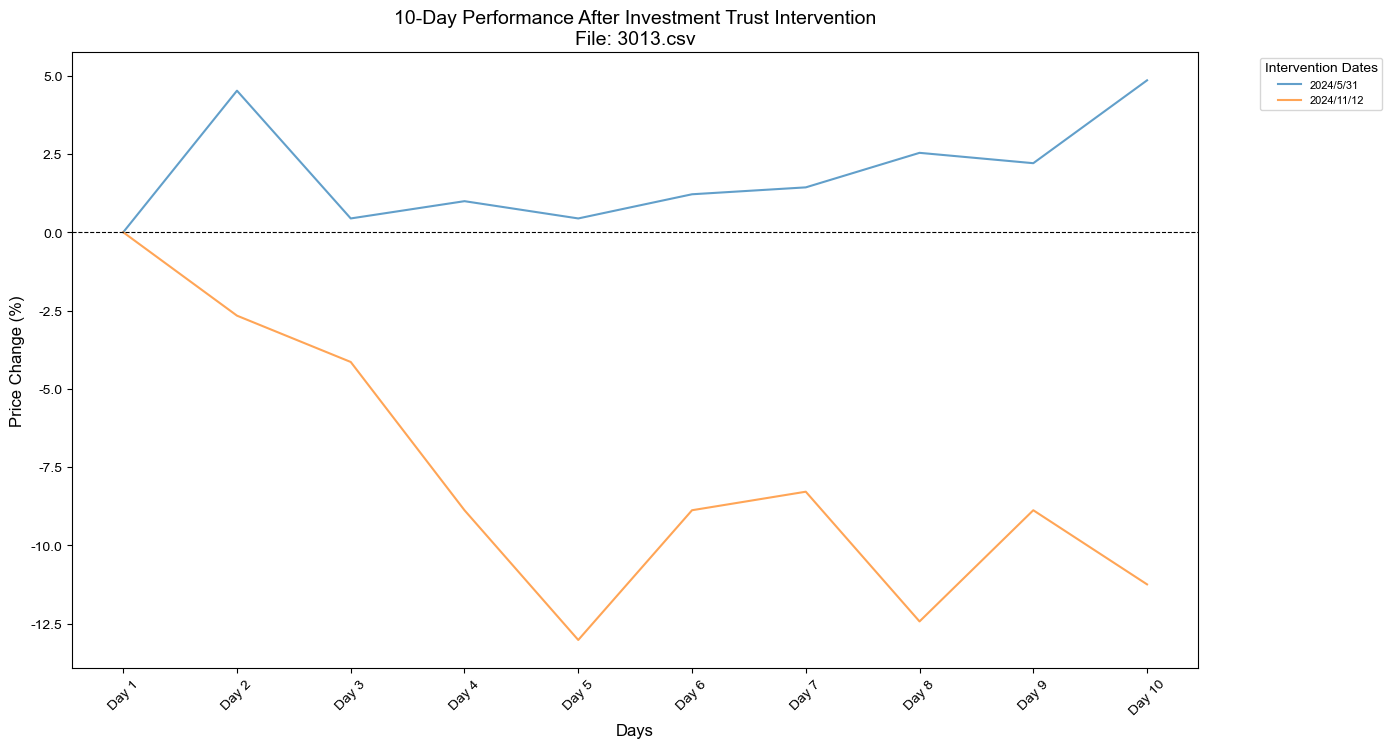 10-Day Performance After Investment Trust Intervention
File: 3013.csv
Intervention Dates
2024/5/31
2024/11/12
Price Change (%)
5.0
2.5
0.0
-2.5
-5.0
-7.5
-10.0
-12.5
Day 1
Day 2
Day 3
Day 4
Day 5
Day 6
Day 7
Day 8
Day 9
Day 10
Days